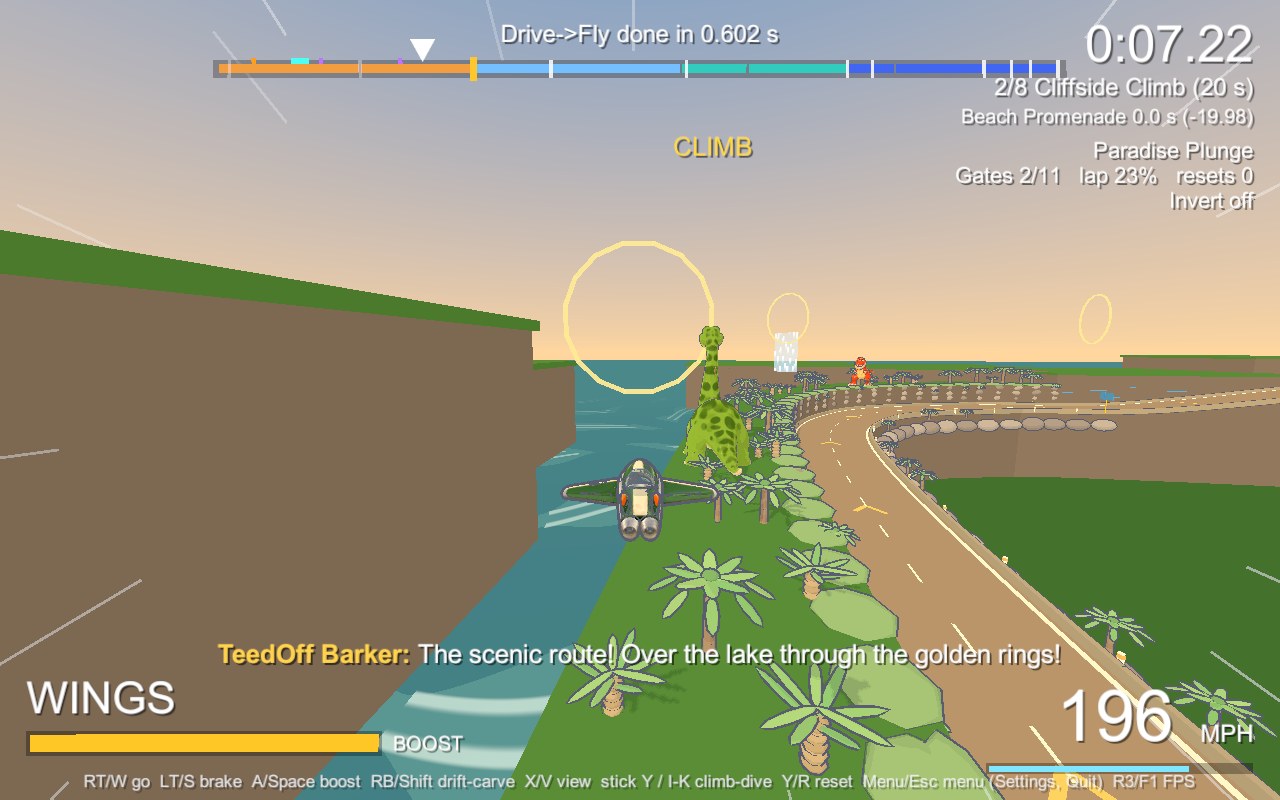 Drive->Fly done in 0.602 s
0:07.22
2/8 Cliffside Climb (20 s)
Beach Promenade 0.0 s (-19.98)
CLIMB
Paradise Plunge
Gates 2/11 lap 23% resets 0
Invert off
TeedOff Barker: The scenic route! Over the lake through the golden rings!
WINGS
196 MPH
BOOST
RT/W go LT/S brake A/Space boost RB/Shift drift-carve X/V view stick Y / I-K climb-dive Y/R reset Menu/Esc menu (Settings, Quit) R3/F1 FPS